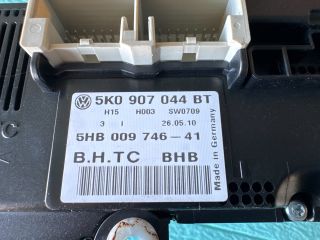 5K0 907 044 BT
H15 H003 SW0709
3 I 26.05.10
5HB 009 746-41
B.H.TC BHB
Made in Germany
C